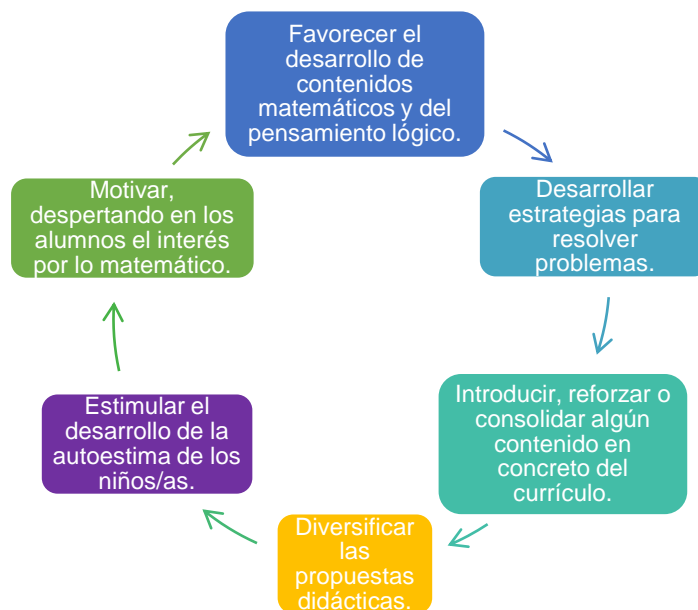 Favorecer el
desarrollo de
contenidos
matemáticos y del
pensamiento lógico.
Desarrollar
estrategias para
resolver
problemas.
Introducir, reforzar o
consolidar algún
contenido en
concreto del
currículo.
Diversificar
las
propuestas
didácticas.
Estimular el
desarrollo de la
autoestima de los
niños/as.
Motivar,
despertando en los
alumnos el interés
por lo matemático.